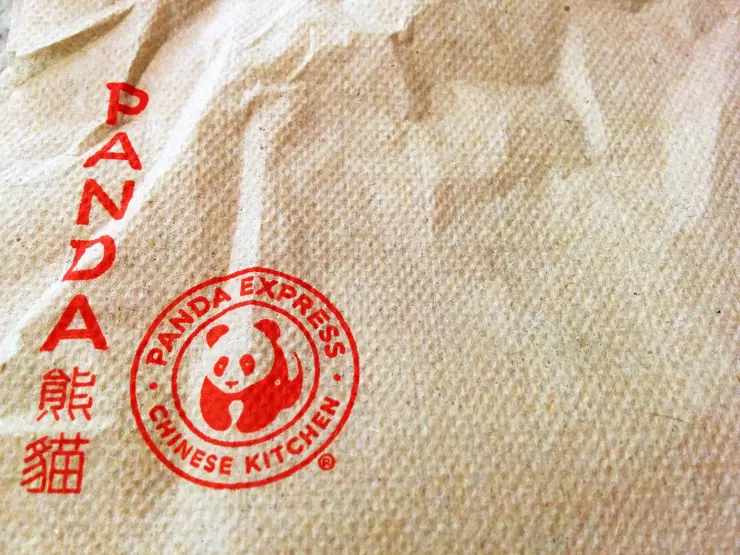 PANDA
熊
貓
PANDA EXPRESS
CHINESE KITCHEN
®